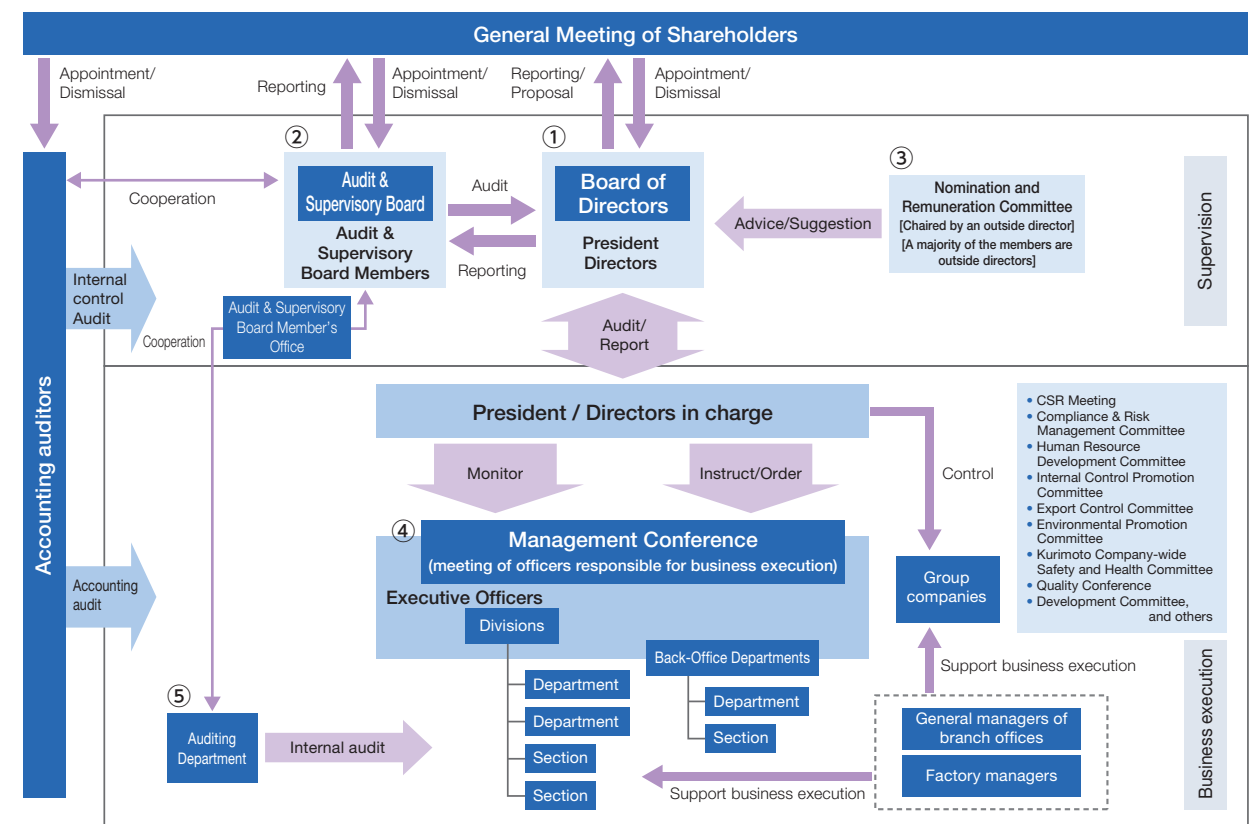 General Meeting of Shareholders
Appointment/
Dismissal
Reporting
Appointment/
Dismissal
Reporting/
Proposal
Appointment/
Dismissal
②
①
③
Accounting auditors
Cooperation
Audit &
Supervisory Board
Audit &
Supervisory
Board Members
Audit
Reporting
Board of
Directors
President
Directors
Advice/Suggestion
Nomination and
Remuneration Committee
[Chaired by an outside director]
[A majority of the members are
outside directors]
Supervision
Internal
control
Audit
Cooperation
Audit & Supervisory
Board Member's
Office
Audit/
Report
President / Directors in charge
Monitor
Instruct/Order
Control
• CSR Meeting
• Compliance & Risk
Management Committee
• Human Resource
Development Committee
• Internal Control Promotion
Committee
• Export Control Committee
• Environmental Promotion
Committee
• Kurimoto Company-wide
Safety and Health Committee
• Quality Conference
• Development Committee,
and others
④
Management Conference
(meeting of officers responsible for business execution)
Executive Officers
Divisions
Department
Department
Section
Section
Back-Office Departments
Department
Section
Group
companies
Accounting
audit
Support business execution
General managers of
branch offices
Factory managers
Support business execution
Business execution
⑤
Auditing
Department
Internal audit